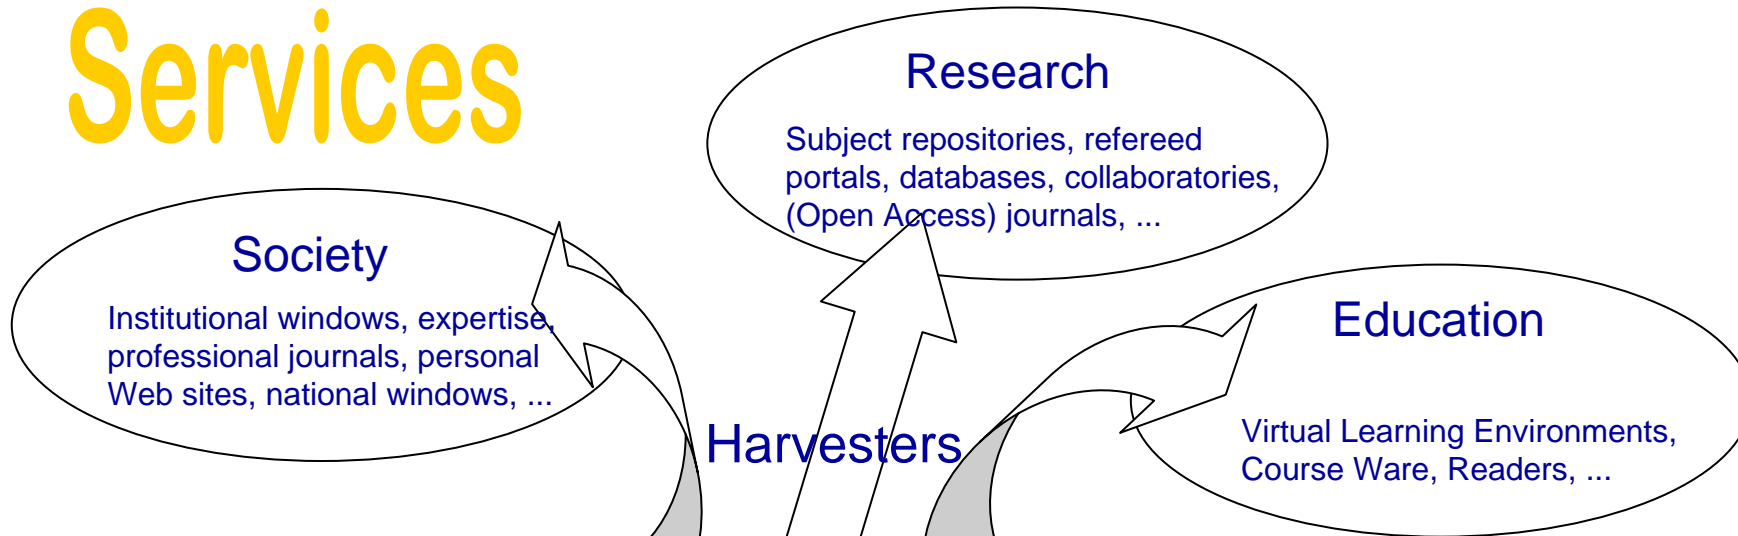 Services
Research
Subject repositories, refereed
portals, databases, collaboratories,
(Open Access) journals, ...
Society
Institutional windows, expertise,
professional journals, personal
Web sites, national windows, ...
Education
Virtual Learning Environments,
Course Ware, Readers, ...
Harvesters